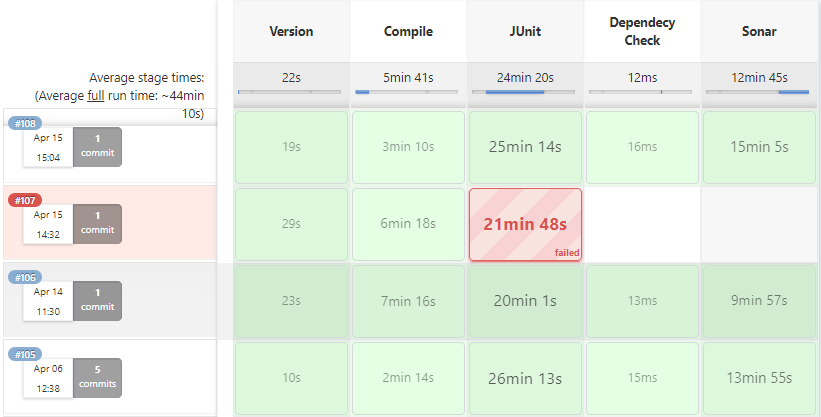 Version Compile JUnit Dependecy Check Sonar
Average stage times:
(Average full run time: ~44min 10s)
22s 5min 41s 24min 20s 12ms 12min 45s
#108
Apr 15 15:04
1 commit
19s 3min 10s 25min 14s 16ms 15min 5s
#107
Apr 15 14:32
1 commit
29s 6min 18s 21min 48s failed
#106
Apr 14 11:30
1 commit
23s 7min 16s 20min 1s 13ms 9min 57s
#105
Apr 06 12:38
5 commits
10s 2min 14s 26min 13s 15ms 13min 55s